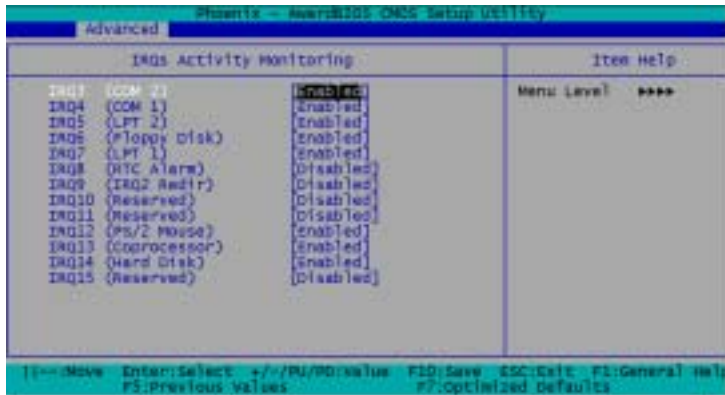 Phoenix - AwardBIOS CMOS Setup Utility
Advanced
IRQs Activity Monitoring
Item Help
IRQ3 (COM 2) [Enabled]
Menu Level ▸▸▸▸
IRQ4 (COM 1) [Enabled]
IRQ5 (LPT 2) [Enabled]
IRQ6 (Floppy Disk) [Enabled]
IRQ7 (LPT 1) [Enabled]
IRQ8 (RTC Alarm) [Disabled]
IRQ9 (IRQ2 Redir) [Disabled]
IRQ10 (Reserved) [Disabled]
IRQ11 (Reserved) [Disabled]
IRQ12 (PS/2 Mouse) [Enabled]
IRQ13 (Coprocessor) [Enabled]
IRQ14 (Hard Disk) [Enabled]
IRQ15 (Reserved) [Disabled]
:Move Enter:Select +/-/PU/PD:Value F10:Save ESC:Exit F1:General Help
F5:Previous Values F7:Optimized Defaults